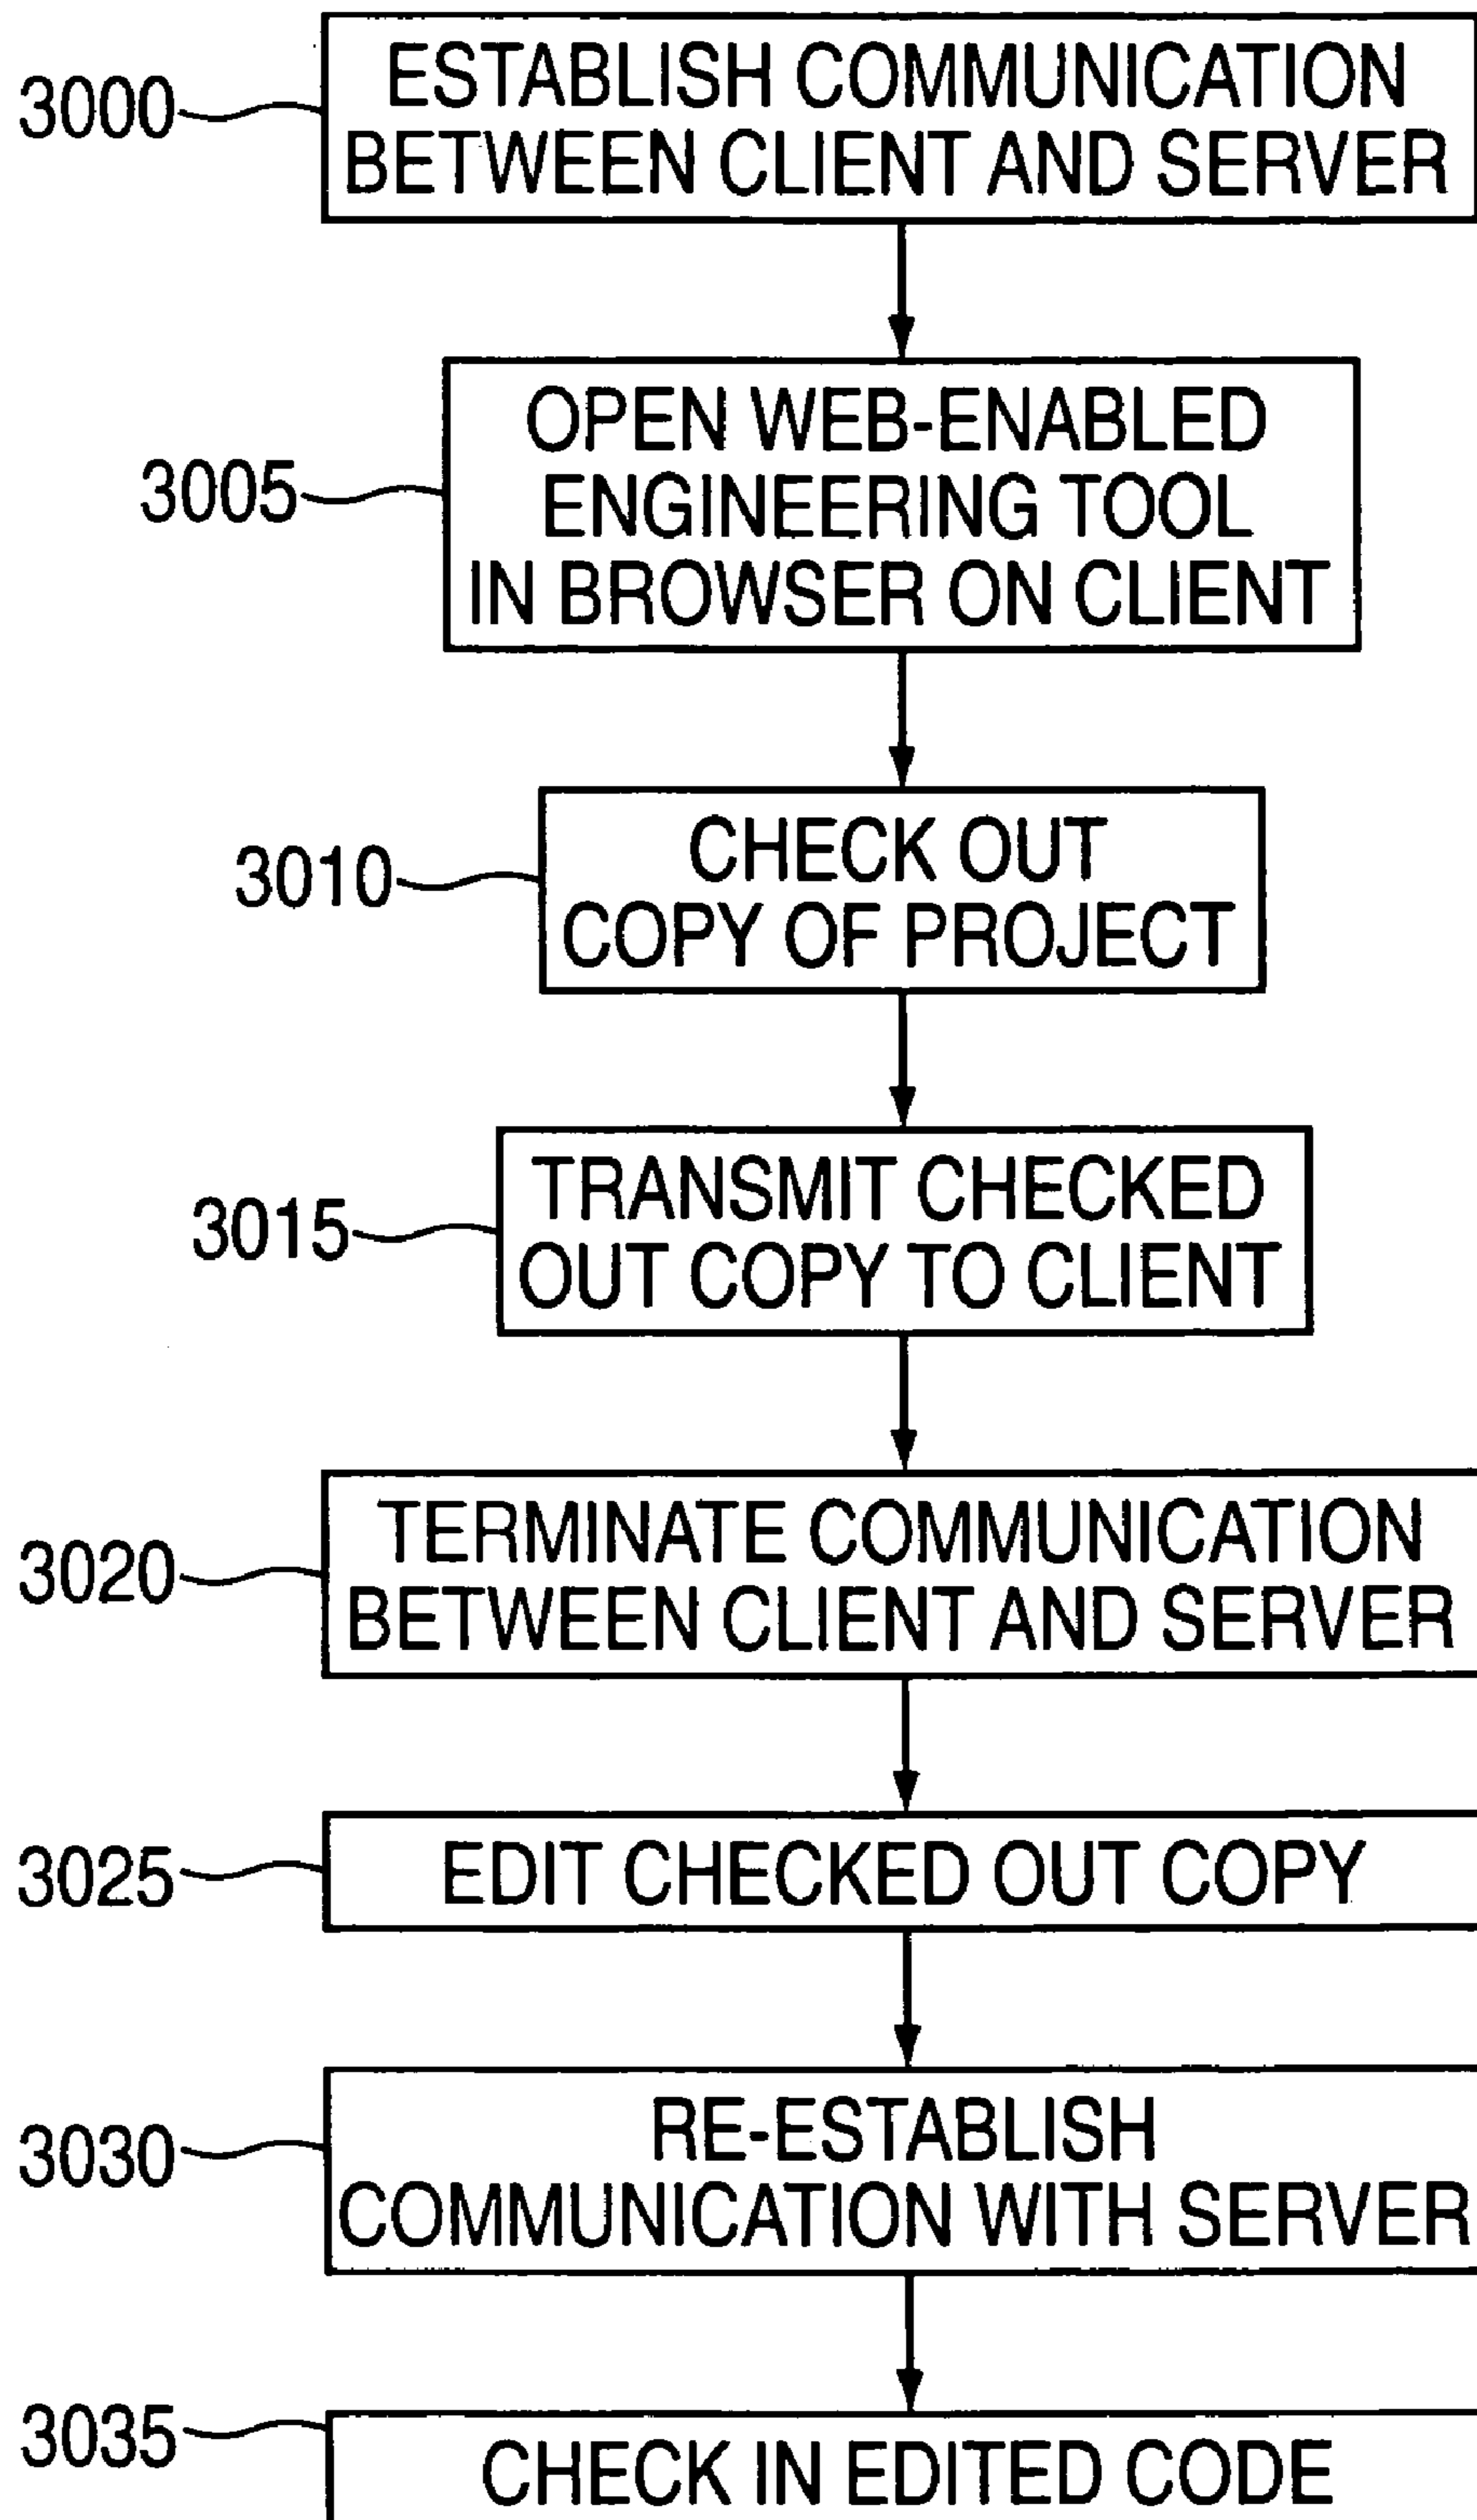 3000
ESTABLISH COMMUNICATION
BETWEEN CLIENT AND SERVER
3005
OPEN WEB-ENABLED
ENGINEERING TOOL
IN BROWSER ON CLIENT
3010
CHECK OUT
COPY OF PROJECT
3015
TRANSMIT CHECKED
OUT COPY TO CLIENT
3020
TERMINATE COMMUNICATION
BETWEEN CLIENT AND SERVER
3025
EDIT CHECKED OUT COPY
3030
RE-ESTABLISH
COMMUNICATION WITH SERVER
3035
CHECK IN EDITED CODE